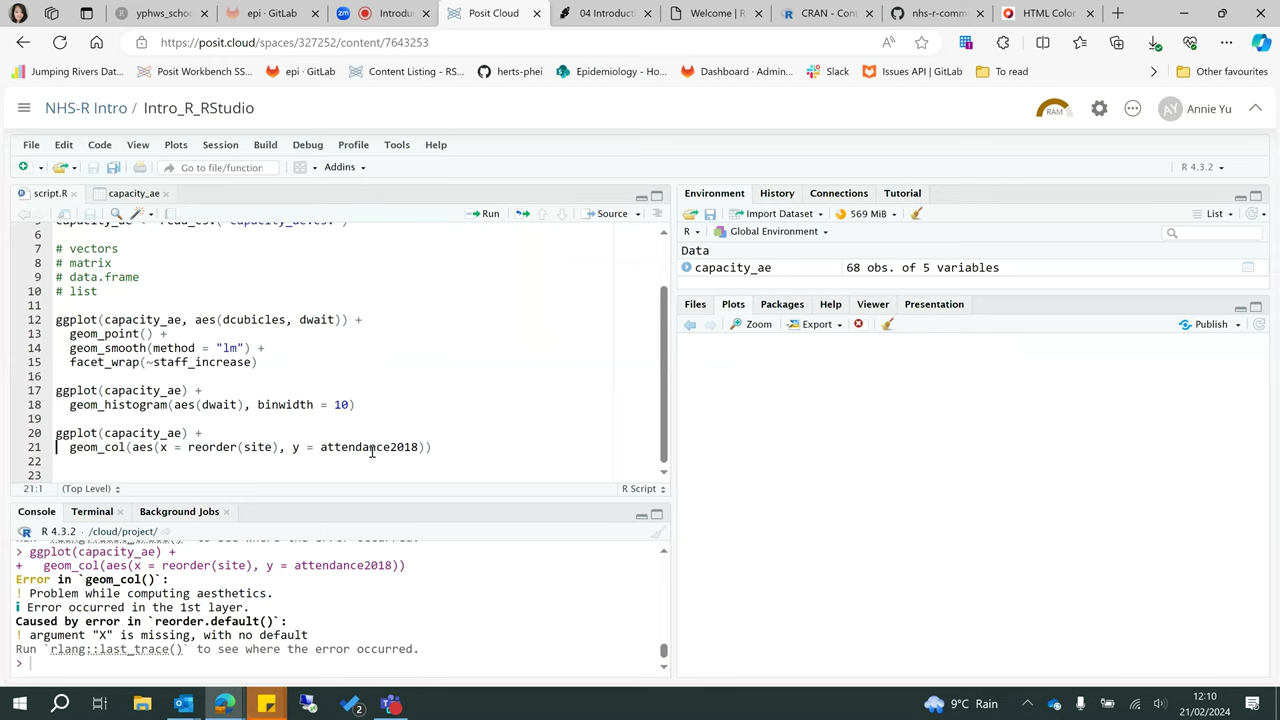 yphws_scho
epi · GitLab
Introduc
Posit Cloud
04 Introducti
Welcome | R
CRAN - Cont
nhs-r-comm
HTML Color
https://posit.cloud/spaces/327252/content/7643253
Jumping Rivers Dat...
Posit Workbench SS...
epi · GitLab
Content Listing - RS...
herts-phei
Epidemiology - Ho...
Dashboard · Admin...
Slack
Issues API | GitLab
To read
Other favourites
NHS-R Intro / Intro_R_RStudio
RAM
AY
Annie Yu
File Edit Code View Plots Session Build Debug Profile Tools Help
Go to file/function
Addins
R 4.3.2
script.R
capacity_ae
Run
Source
6
7 # vectors
8 # matrix
9 # data.frame
10 # list
11
12 ggplot(capacity_ae, aes(dcubicles, dwait)) +
13 geom_point() +
14 geom_smooth(method = "lm") +
15 facet_wrap(~staff_increase)
16
17 ggplot(capacity_ae) +
18 geom_histogram(aes(dwait), binwidth = 10)
19
20 ggplot(capacity_ae) +
21 geom_col(aes(x = reorder(site), y = attendance2018))
22
23
21:1 (Top Level) R Script
Console Terminal Background Jobs
R 4.3.2 · /cloud/project/
> ggplot(capacity_ae) +
+ geom_col(aes(x = reorder(site), y = attendance2018))
Error in `geom_col()`:
! Problem while computing aesthetics.
ℹ Error occurred in the 1st layer.
Caused by error in `reorder.default()`:
! argument "X" is missing, with no default
Run `rlang::last_trace()` to see where the error occurred.
>
Environment History Connections Tutorial
Import Dataset 569 MiB List
R Global Environment
Data
capacity_ae 68 obs. of 5 variables
Files Plots Packages Help Viewer Presentation
Zoom Export Publish
2
9°C Rain
12:10
21/02/2024